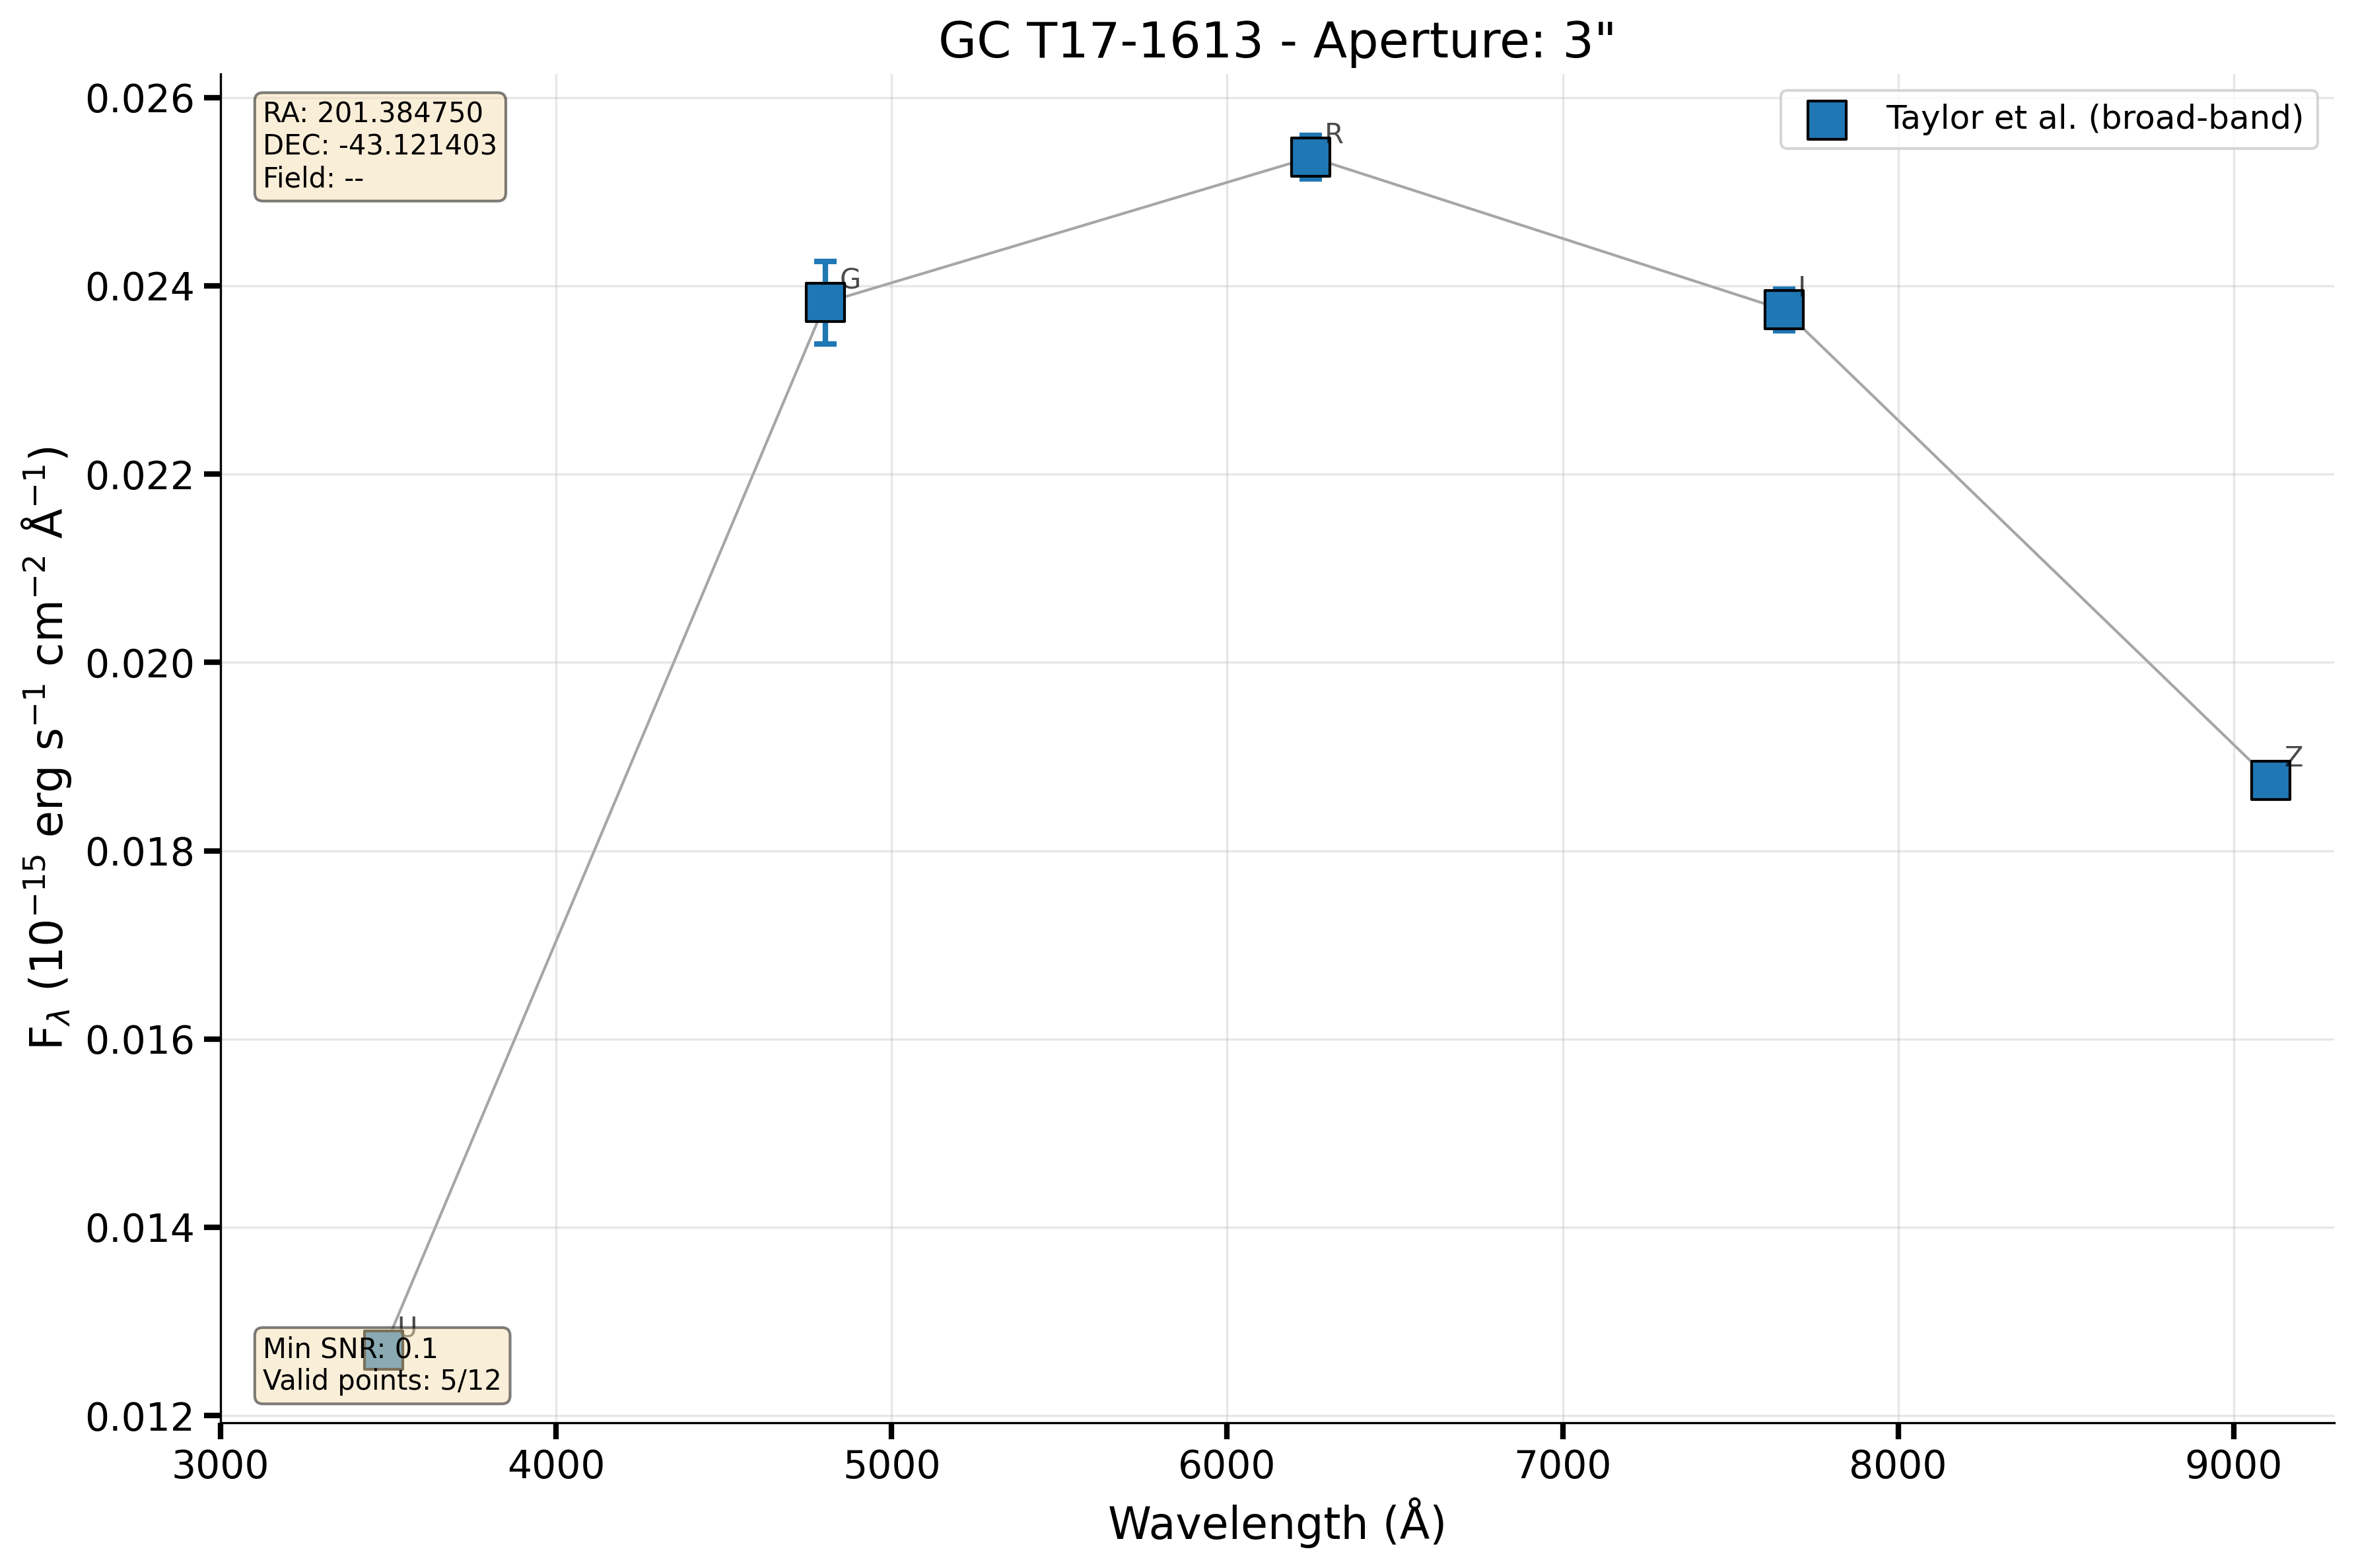 GC T17-1613 - Aperture: 3"
RA: 201.384750
DEC: -43.121403
Field: --
Taylor et al. (broad-band)
0.026
0.024
0.022
0.020
0.018
0.016
0.014
0.012
F_λ (10⁻¹⁵ erg s⁻¹ cm⁻² Å⁻¹)
U
G
R
I
Z
Min SNR: 0.1
Valid points: 5/12
3000 4000 5000 6000 7000 8000 9000
Wavelength (Å)